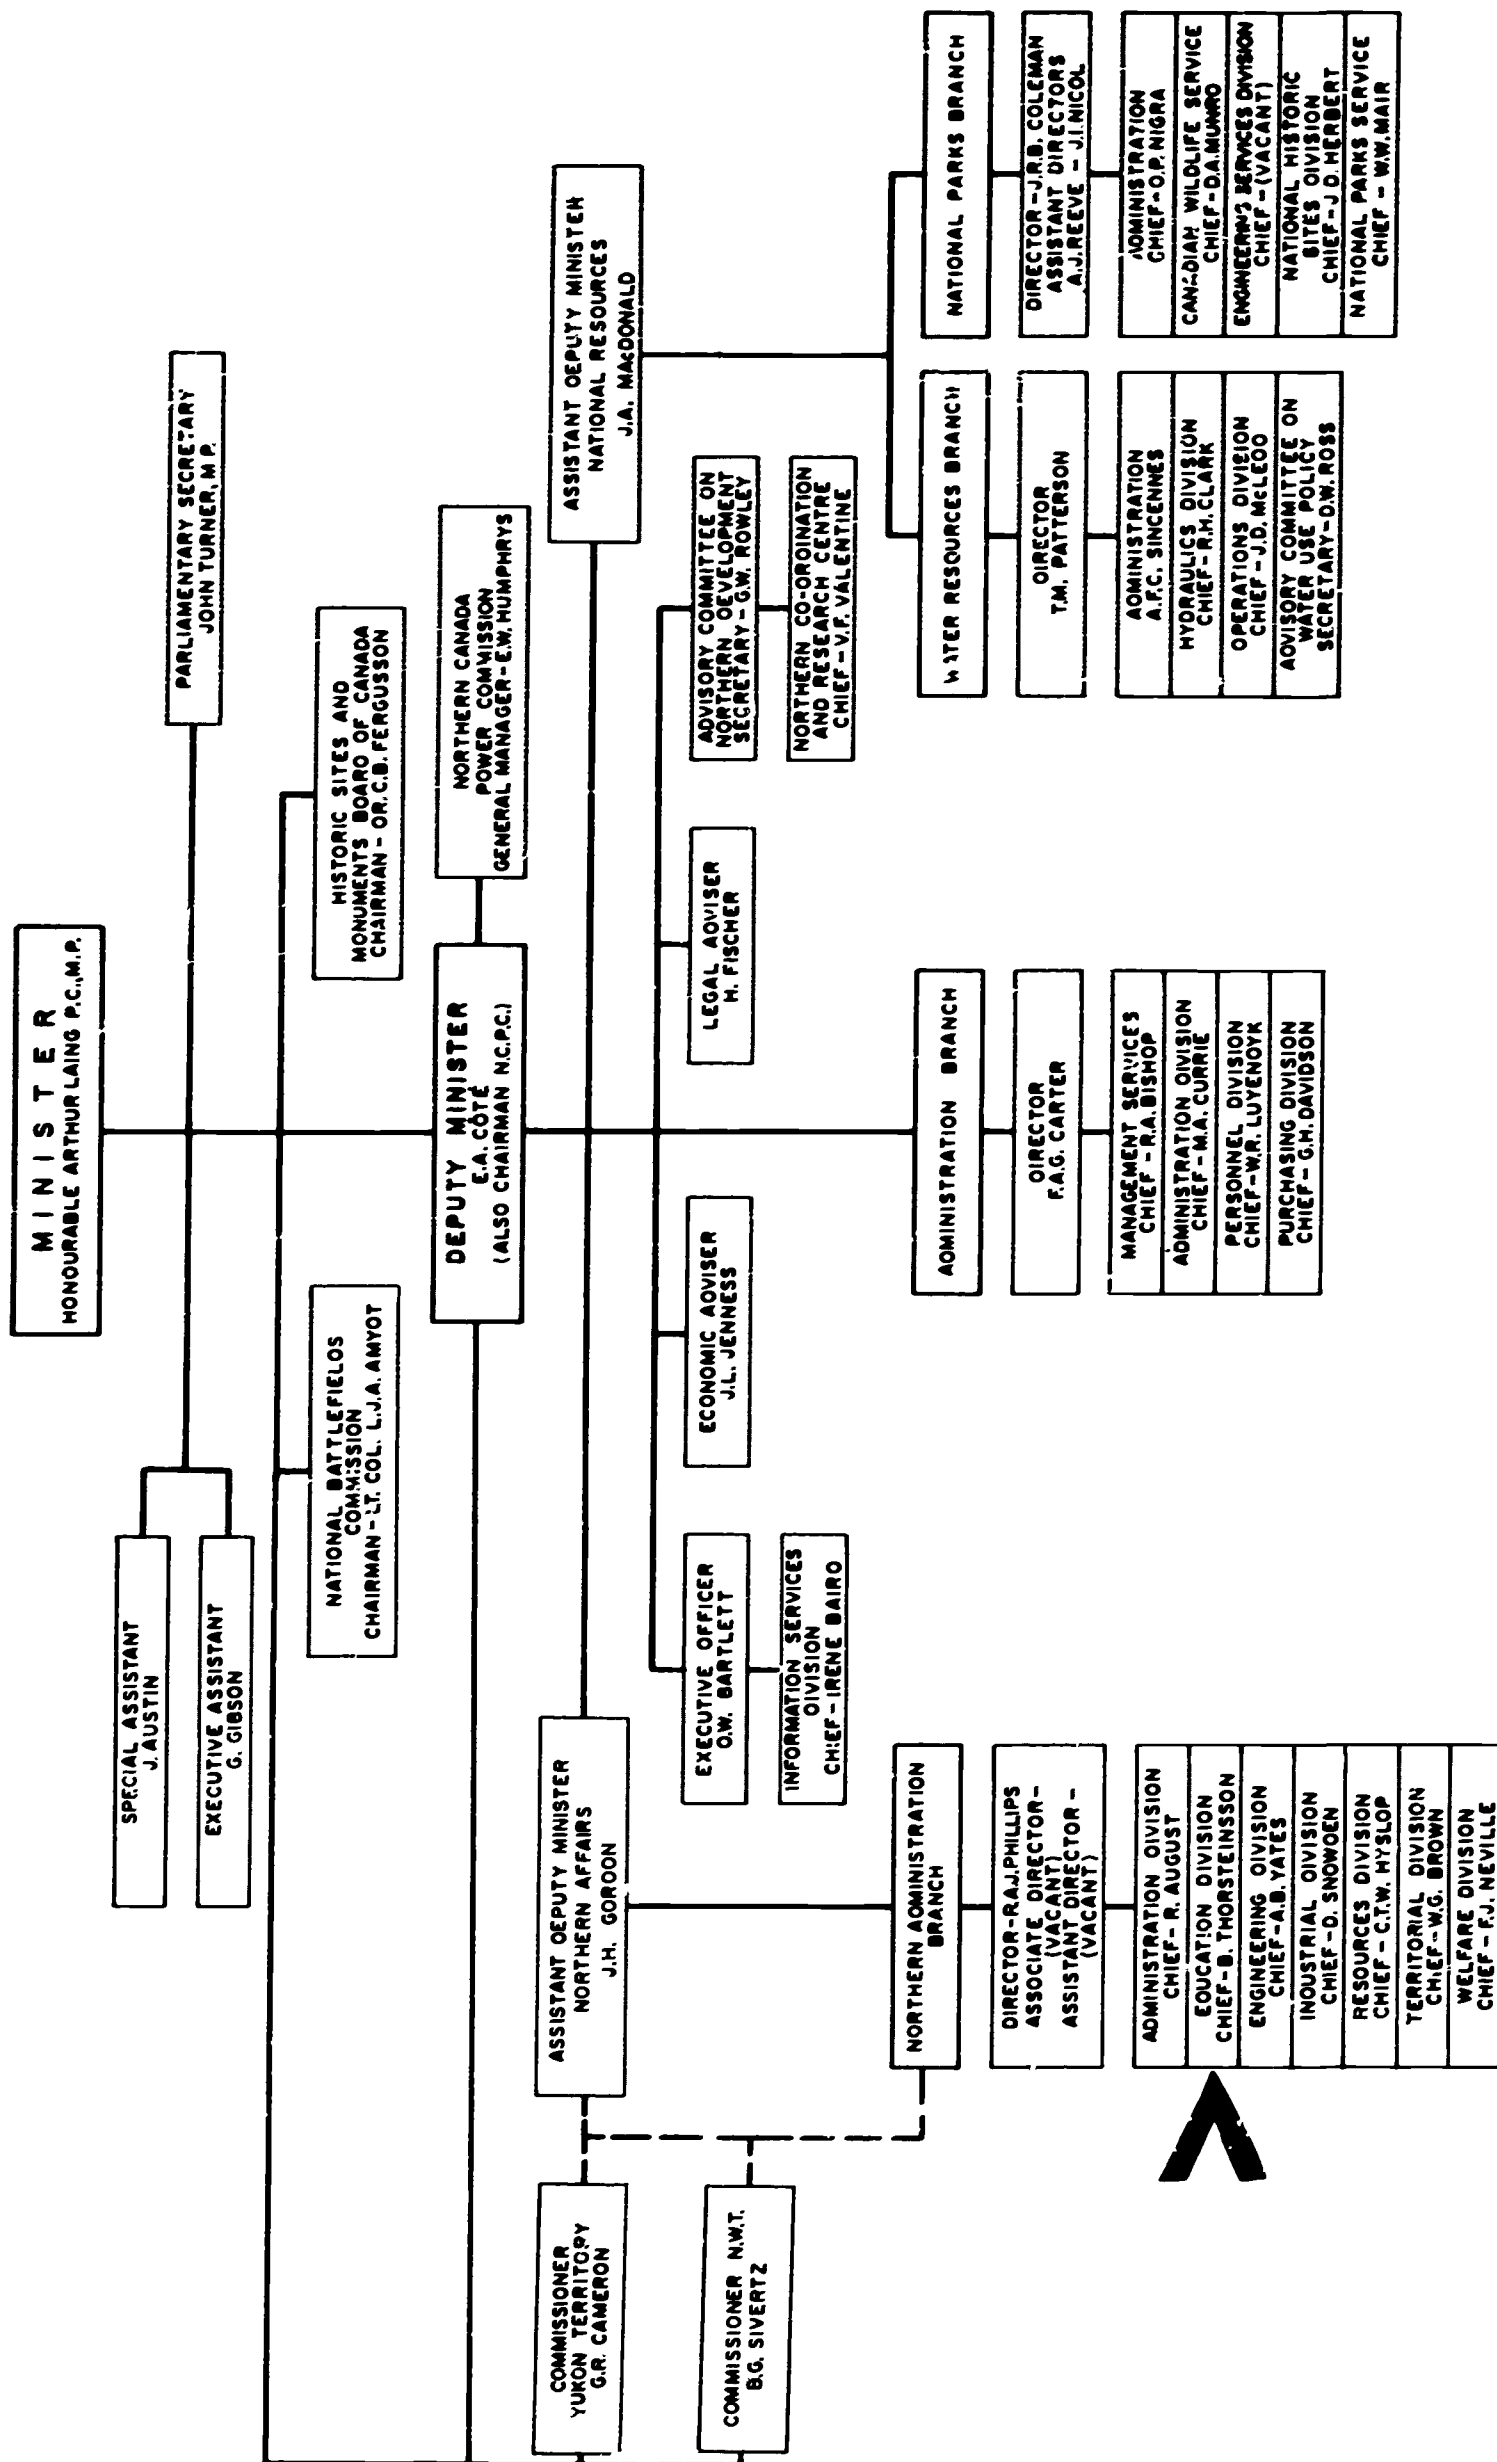 MINISTER
HONOURABLE ARTHUR LAING P.C., M.P.
SPECIAL ASSISTANT
J. AUSTIN
EXECUTIVE ASSISTANT
G. GIBSON
PARLIAMENTARY SECRETARY
JOHN TURNER, M.P.
NATIONAL BATTLEFIELDS
COMMISSION
CHAIRMAN - LT. COL. L.J.A. AMYOT
HISTORIC SITES AND
MONUMENTS BOARD OF CANADA
CHAIRMAN - DR. C.B. FERGUSSON
DEPUTY MINISTER
E.A. CÔTÉ
(ALSO CHAIRMAN N.C.P.C.)
NORTHERN CANADA
POWER COMMISSION
GENERAL MANAGER - E.W. HUMPHRYS
COMMISSIONER
YUKON TERRITORY
G.R. CAMERON
ASSISTANT DEPUTY MINISTER
NORTHERN AFFAIRS
J.H. GORDON
ASSISTANT DEPUTY MINISTER
NATIONAL RESOURCES
J.A. MACDONALD
COMMISSIONER N.W.T.
B.G. SIVERTZ
EXECUTIVE OFFICER
O.W. BARTLETT
INFORMATION SERVICES
DIVISION
CHIEF - IRENE BAIRD
ECONOMIC ADVISER
J.L. JENNESS
LEGAL ADVISER
H. FISCHER
ADVISORY COMMITTEE ON
NORTHERN DEVELOPMENT
SECRETARY - G.W. ROWLEY
NORTHERN CO-ORDINATION
AND RESEARCH CENTRE
CHIEF - V.F. VALENTINE
NORTHERN ADMINISTRATION
BRANCH
DIRECTOR - R.A.J. PHILLIPS
ASSOCIATE DIRECTOR -
(VACANT)
ASSISTANT DIRECTOR -
(VACANT)
ADMINISTRATION DIVISION
CHIEF - R. AUGUST
EDUCATION DIVISION
CHIEF - B. THORSTEINSSON
ENGINEERING DIVISION
CHIEF - A.B. YATES
INDUSTRIAL DIVISION
CHIEF - D. SNOWDEN
RESOURCES DIVISION
CHIEF - C.T.W. HYSLOP
TERRITORIAL DIVISION
CHIEF - W.G. BROWN
WELFARE DIVISION
CHIEF - F.J. NEVILLE
ADMINISTRATION BRANCH
DIRECTOR
F.A.G. CARTER
MANAGEMENT SERVICES
CHIEF - R.A. BISHOP
ADMINISTRATION DIVISION
CHIEF - M.A. CURRIE
PERSONNEL DIVISION
CHIEF - W.R. LUYENDYK
PURCHASING DIVISION
CHIEF - G.H. DAVIDSON
WATER RESOURCES BRANCH
DIRECTOR
T.M. PATTERSON
ADMINISTRATION
A.F.C. SINCENNES
HYDRAULICS DIVISION
CHIEF - R.H. CLARK
OPERATIONS DIVISION
CHIEF - J.D. McLEOD
ADVISORY COMMITTEE ON
WATER USE POLICY
SECRETARY - D.W. ROSS
NATIONAL PARKS BRANCH
DIRECTOR - J.R.B. COLEMAN
ASSISTANT DIRECTORS
A.J. REEVE - J.I. NICOL
ADMINISTRATION
CHIEF - O.P. NIGRA
CANADIAN WILDLIFE SERVICE
CHIEF - D.A. MUNRO
ENGINEERING SERVICES DIVISION
CHIEF - (VACANT)
NATIONAL HISTORIC
SITES DIVISION
CHIEF - J.D. HERBERT
NATIONAL PARKS SERVICE
CHIEF - W.W. MAIR